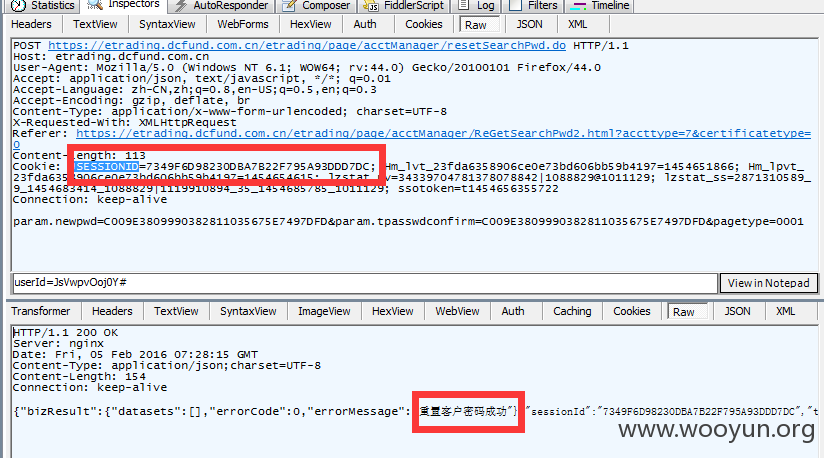 Statistics Inspectors AutoResponder Composer FiddlerScript Log Filters Timeline
Headers TextView SyntaxView WebForms HexView Auth Cookies Raw JSON XML
POST https://etrading.dcfund.com.cn/etrading/page/acctManager/resetSearchPwd.do HTTP/1.1
Host: etrading.dcfund.com.cn
User-Agent: Mozilla/5.0 (Windows NT 6.1; WOW64; rv:44.0) Gecko/20100101 Firefox/44.0
Accept: application/json, text/javascript, */*; q=0.01
Accept-Language: zh-CN,zh;q=0.8,en-US;q=0.5,en;q=0.3
Accept-Encoding: gzip, deflate, br
Content-Type: application/x-www-form-urlencoded; charset=UTF-8
X-Requested-With: XMLHttpRequest
Referer: https://etrading.dcfund.com.cn/etrading/page/acctManager/ReGetSearchPwd2.html?accttype=7&certificatetype=
0
Content-Length: 113
Cookie: JSESSIONID=7349F6D98230DBA7B22F795A93DDD7DC; Hm_lvt_23fda6358906ce0e73bd606bb59b4197=1454651866; Hm_lpvt_
23fda6358906ce0e73bd606bb59b4197=1454654615; lzstat_uv=34339704781378078842|1088829@1011129; lzstat_ss=2871310589_
9_1454683414_1088829|1119910894_35_1454685785_1011129; ssotoken=t1454656355722
Connection: keep-alive
param.newpwd=C009E3809990382811035675E7497DFD&param.tpasswdconfirm=C009E3809990382811035675E7497DFD&pagetype=0001
userId=JsVwpvOoj0Y# View in Notepad
Transformer Headers TextView SyntaxView ImageView HexView WebView Auth Caching Cookies Raw JSON XML
HTTP/1.1 200 OK
Server: nginx
Date: Fri, 05 Feb 2016 07:28:15 GMT
Content-Type: application/json;charset=UTF-8
Content-Length: 154
Connection: keep-alive
{"bizResult":{"datasets":[],"errorCode":0,"errorMessage":"重置客户密码成功"},"sessionId":"7349F6D98230DBA7B22F795A93DDD7DC","t
www.wooyun.org